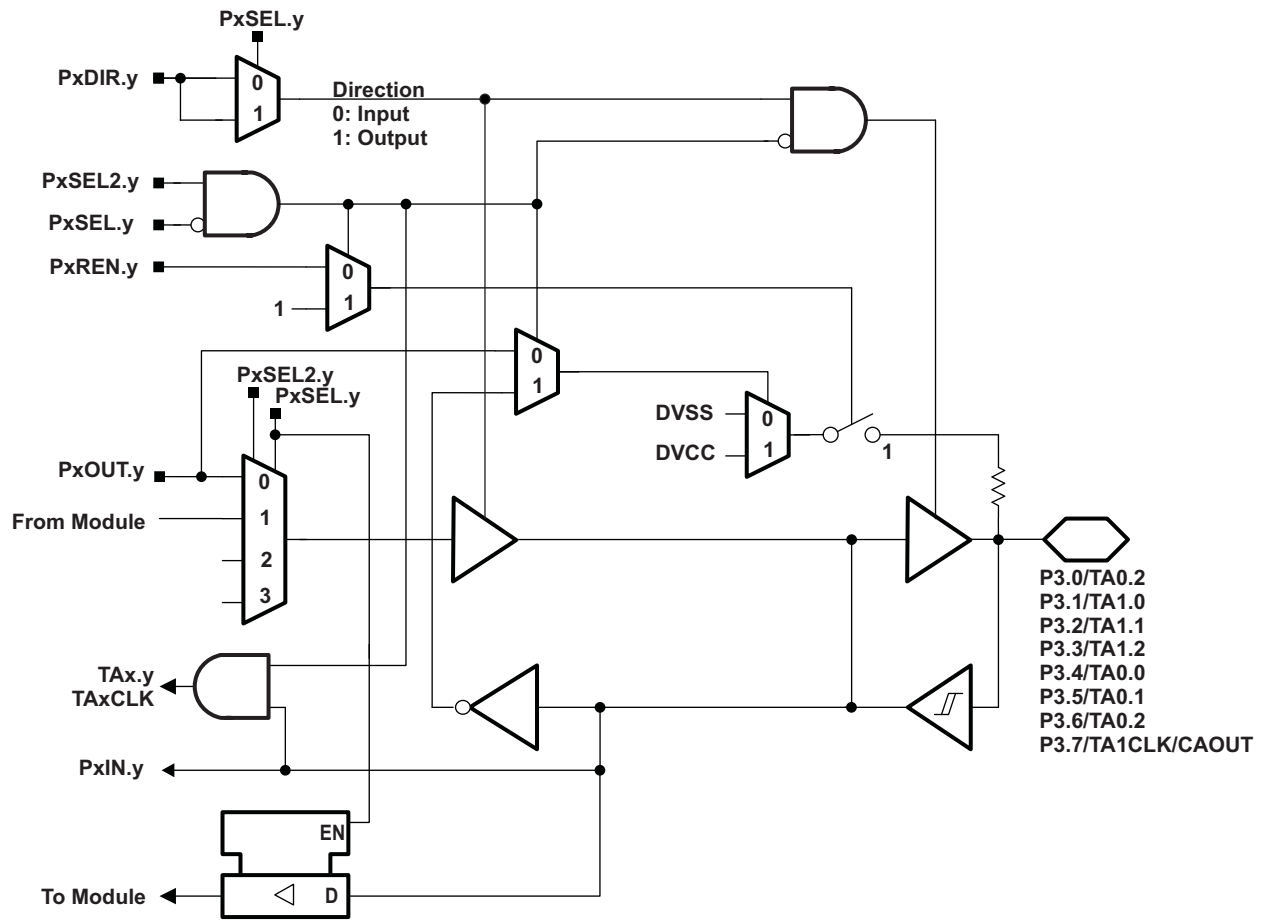 PxSEL.y
PxDIR.y
0
1
Direction
0: Input
1: Output
PxSEL2.y
PxSEL.y
PxREN.y
0
1
1
0
1
PxSEL2.y
PxSEL.y
DVSS
DVCC
0
1
1
PxOUT.y
From Module
0
1
2
3
P3.0/TA0.2
P3.1/TA1.0
P3.2/TA1.1
P3.3/TA1.2
P3.4/TA0.0
P3.5/TA0.1
P3.6/TA0.2
P3.7/TA1CLK/CAOUT
TAx.y
TAxCLK
PxIN.y
EN
D
To Module